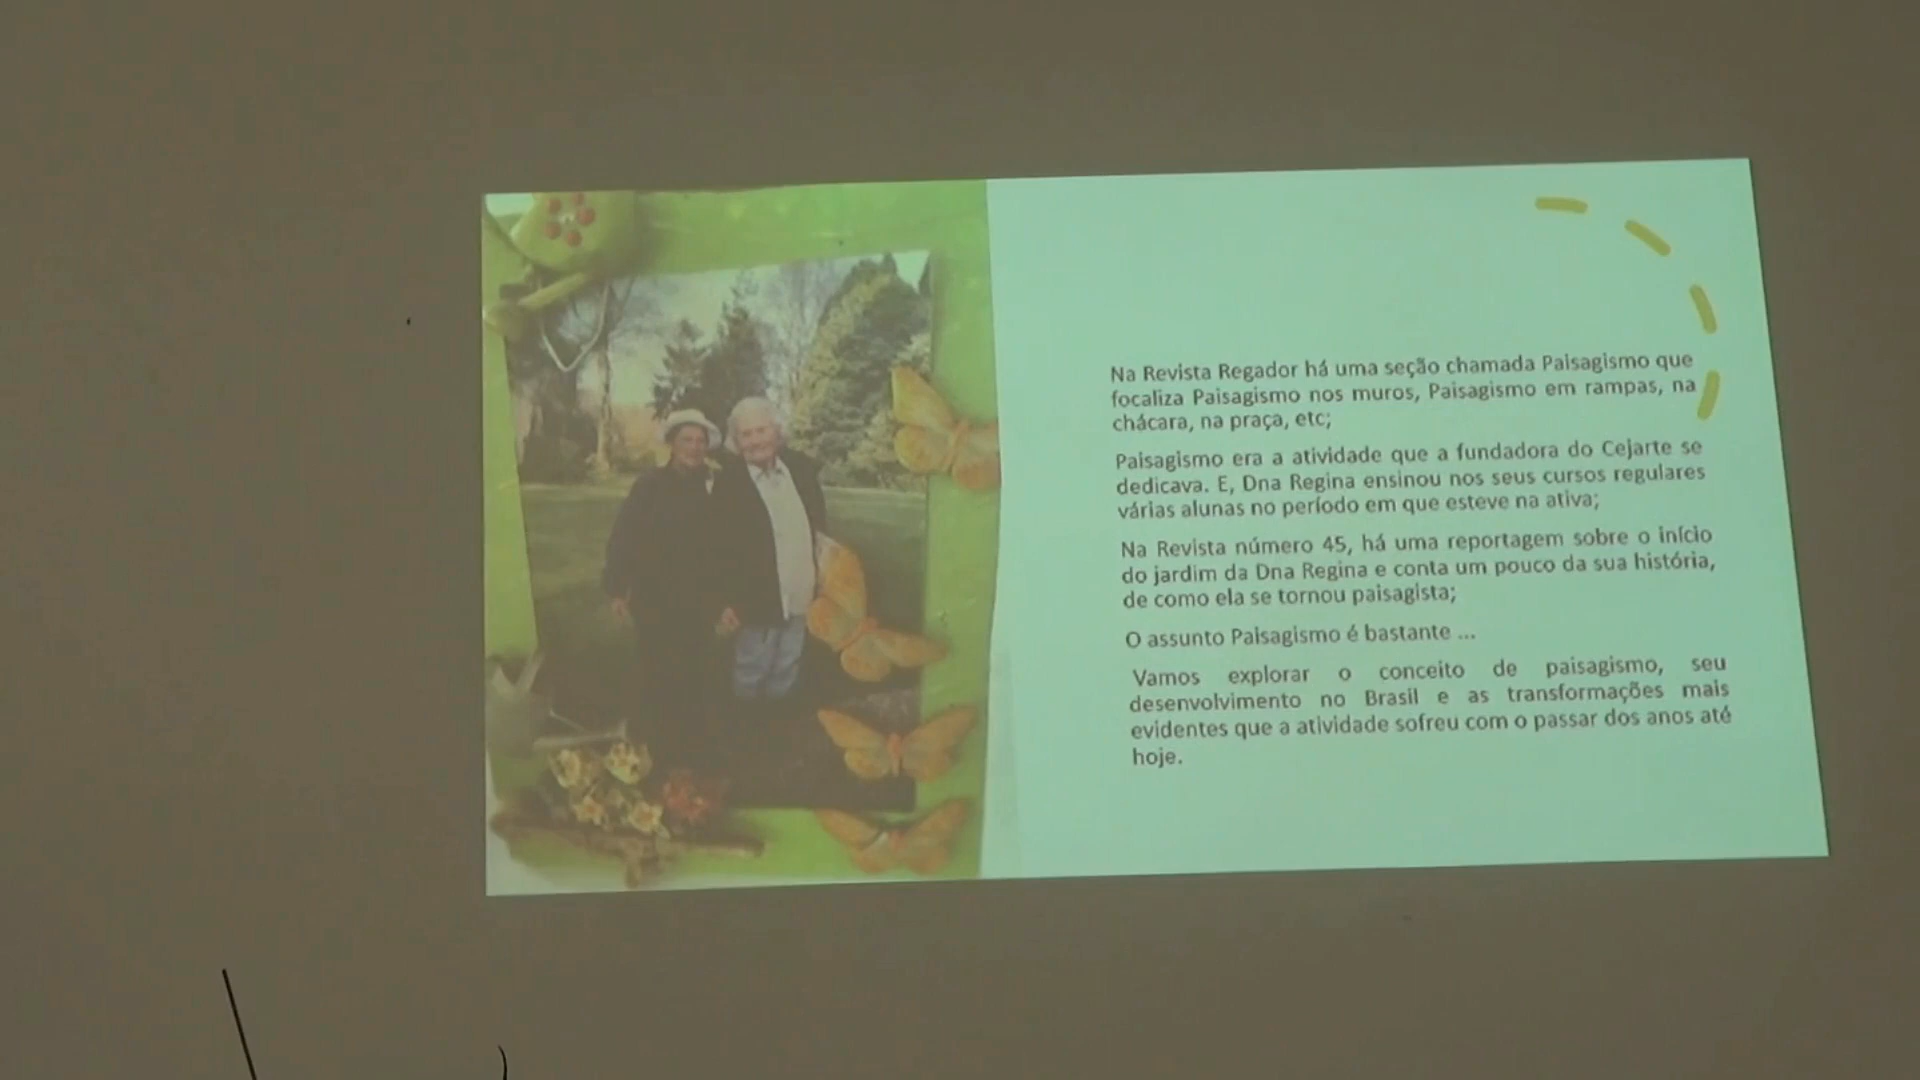 Na Revista Regador há uma seção chamada Paisagismo que
focaliza Paisagismo nos muros, Paisagismo em rampas, na
chácara, na praça, etc;
Paisagismo era a atividade que a fundadora do Cejarte se
dedicava. E, Dna Regina ensinou nos seus cursos regulares
várias alunas no período em que esteve na ativa;
Na Revista número 45, há uma reportagem sobre o início
do jardim da Dna Regina e conta um pouco da sua história,
de como ela se tornou paisagista;
O assunto Paisagismo é bastante ...
Vamos explorar o conceito de paisagismo, seu
desenvolvimento no Brasil e as transformações mais
evidentes que a atividade sofreu com o passar dos anos até
hoje.